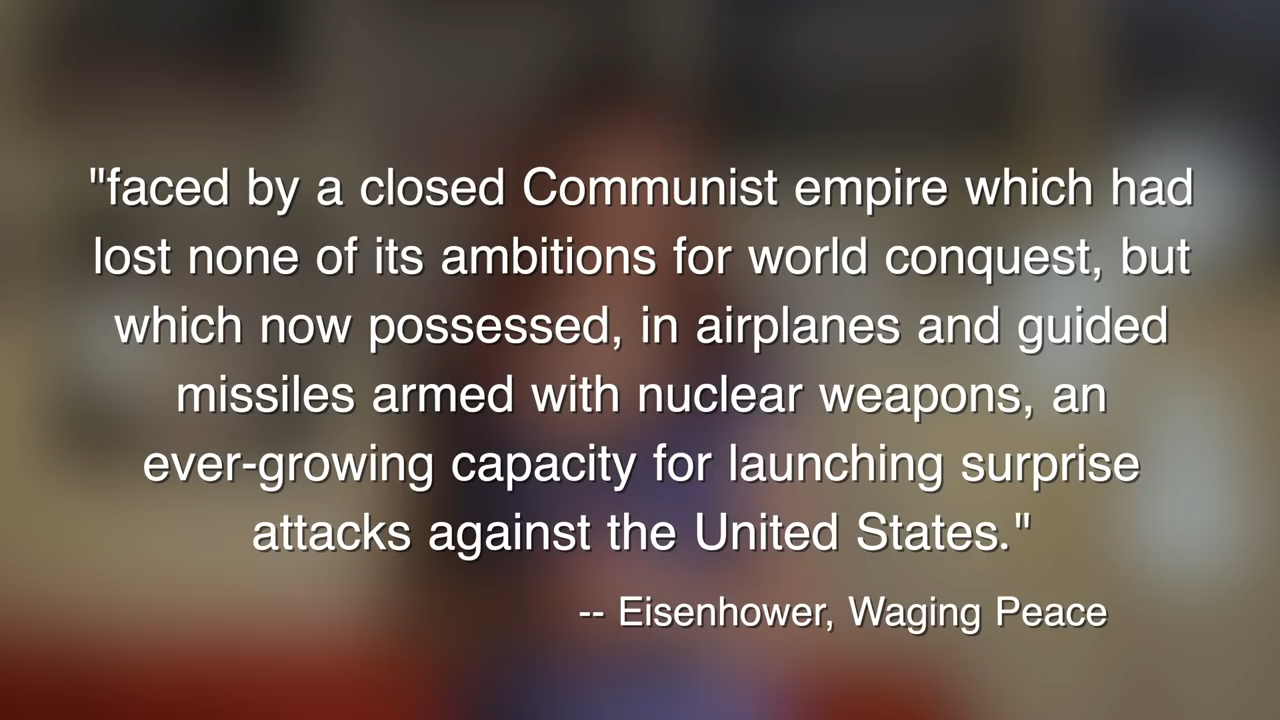 "faced by a closed Communist empire which had
lost none of its ambitions for world conquest, but
which now possessed, in airplanes and guided
missiles armed with nuclear weapons, an
ever-growing capacity for launching surprise
attacks against the United States."
-- Eisenhower, Waging Peace